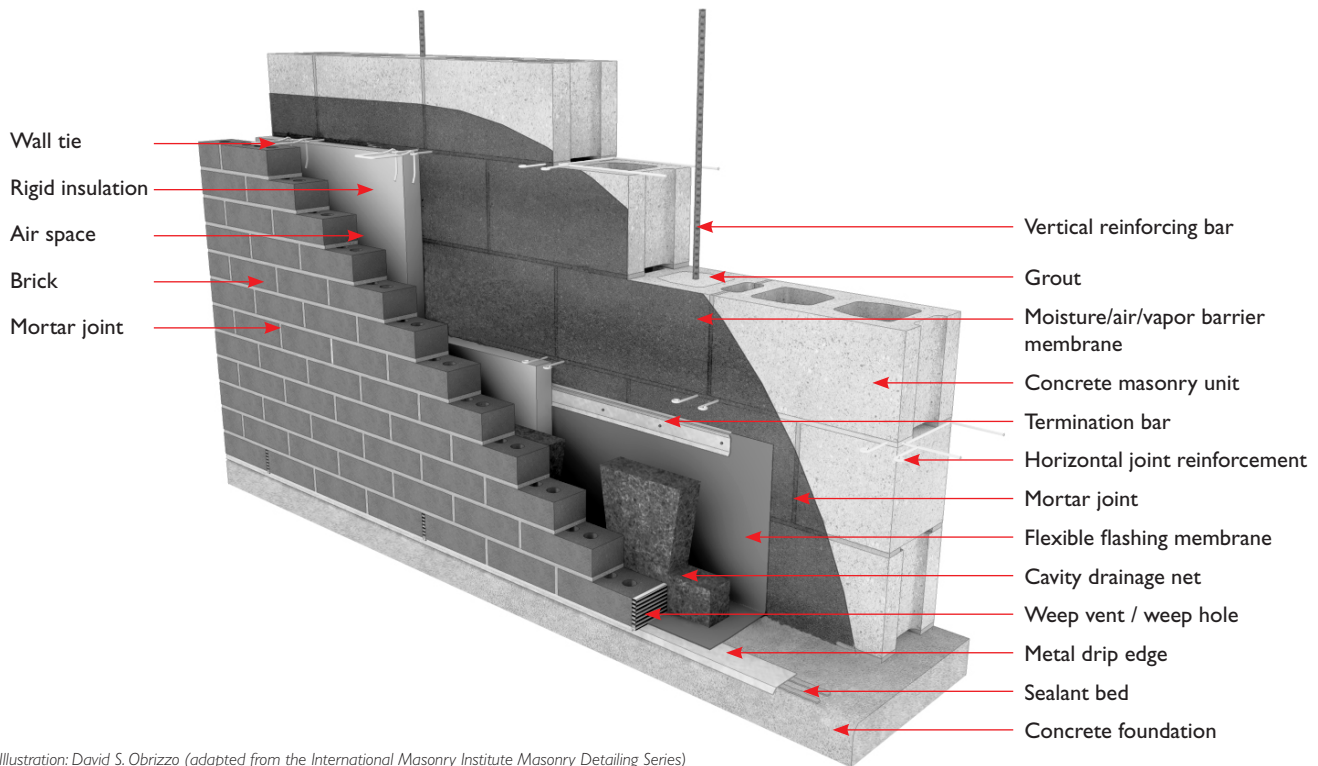 Wall tie
Rigid insulation
Air space
Brick
Mortar joint
Vertical reinforcing bar
Grout
Moisture/air/vapor barrier
membrane
Concrete masonry unit
Termination bar
Horizontal joint reinforcement
Mortar joint
Flexible flashing membrane
Cavity drainage net
Weep vent / weep hole
Metal drip edge
Sealant bed
Concrete foundation
Illustration: David S. Obrizzo (adapted from the International Masonry Institute Masonry Detailing Series)